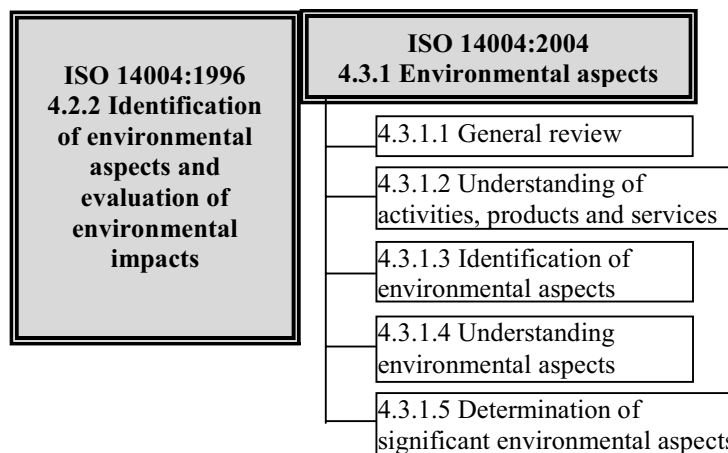 ISO 14004:1996
4.2.2 Identification
of environmental
aspects and
evaluation of
environmental
impacts
ISO 14004:2004
4.3.1 Environmental aspects
4.3.1.1 General review
4.3.1.2 Understanding of
activities, products and services
4.3.1.3 Identification of
environmental aspects
4.3.1.4 Understanding
environmental aspects
4.3.1.5 Determination of
significant environmental aspects